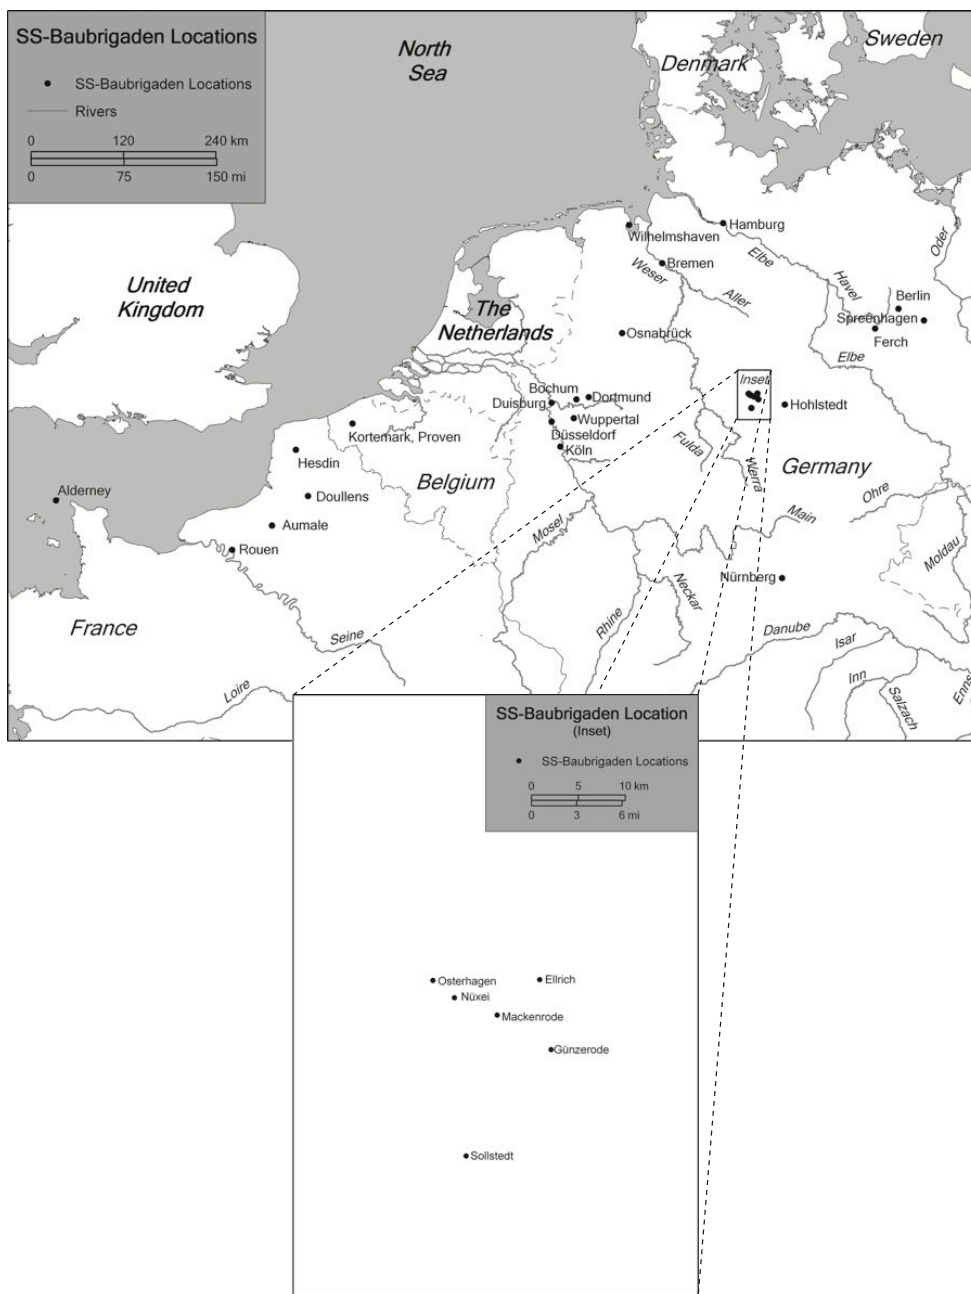 SS-Baubrigaden Locations
SS-Baubrigaden Locations
Rivers
0 120 240 km
0 75 150 mi
North
Sea
Denmark
Sweden
United
Kingdom
The
Netherlands
Wilhelmshaven
Hamburg
Bremen
Weser
Elbe
Aller
Havel
Oder
Berlin
Spreenhagen
Ferch
Osnabrück
Elbe
Inset
Bochum
Dortmund
Duisburg
Hohlstedt
Wuppertal
Düsseldorf
Köln
Kortemark, Proven
Hesdin
Belgium
Fulda
Werra
Germany
Alderney
Doullens
Aumale
Rouen
Mosel
Main
Ohre
Moldau
Nürnberg
France
Seine
Rhine
Neckar
Danube
Isar
Inn
Salzach
Enns
Loire
SS-Baubrigaden Location
(Inset)
SS-Baubrigaden Locations
0 5 10 km
0 3 6 mi
Osterhagen
Ellrich
Nüxei
Mackenrode
Günzerode
Sollstedt